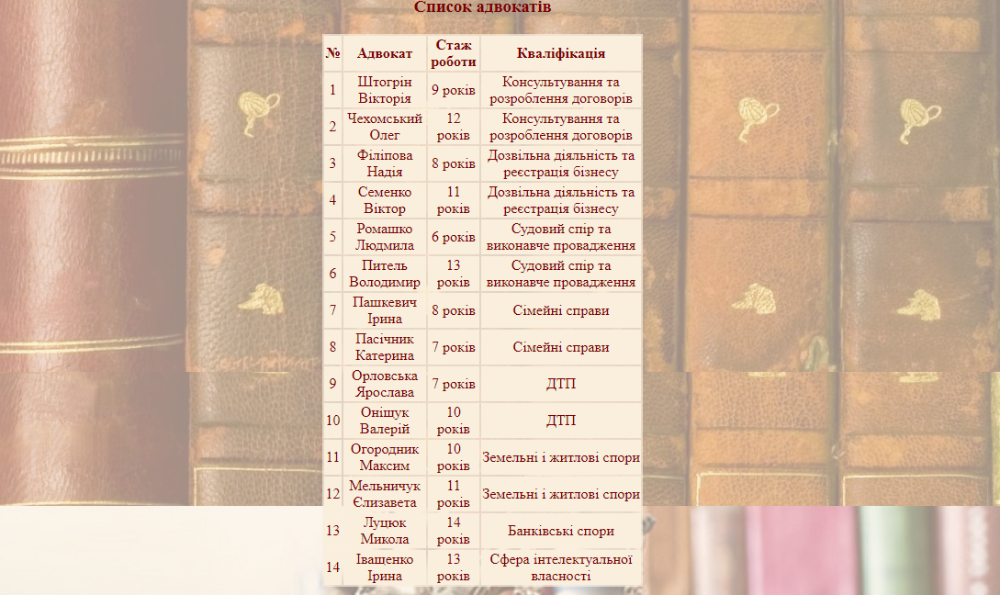 Список адвокатів
№ Адвокат Стаж роботи Кваліфікація
1 Штогрін Вікторія 9 років Консультування та розроблення договорів
2 Чехомський Олег 12 років Консультування та розроблення договорів
3 Філіпова Надія 8 років Дозвільна діяльність та реєстрація бізнесу
4 Семенко Віктор 11 років Дозвільна діяльність та реєстрація бізнесу
5 Ромашко Людмила 6 років Судовий спір та виконавче провадження
6 Питель Володимир 13 років Судовий спір та виконавче провадження
7 Пашкевич Ірина 8 років Сімейні справи
8 Пасічник Катерина 7 років Сімейні справи
9 Орловська Ярослава 7 років ДТП
10 Оніщук Валерій 10 років ДТП
11 Огородник Максим 10 років Земельні і житлові спори
12 Мельничук Єлизавета 11 років Земельні і житлові спори
13 Луцюк Микола 14 років Банківські спори
14 Іващенко Ірина 13 років Сфера інтелектуальної власності